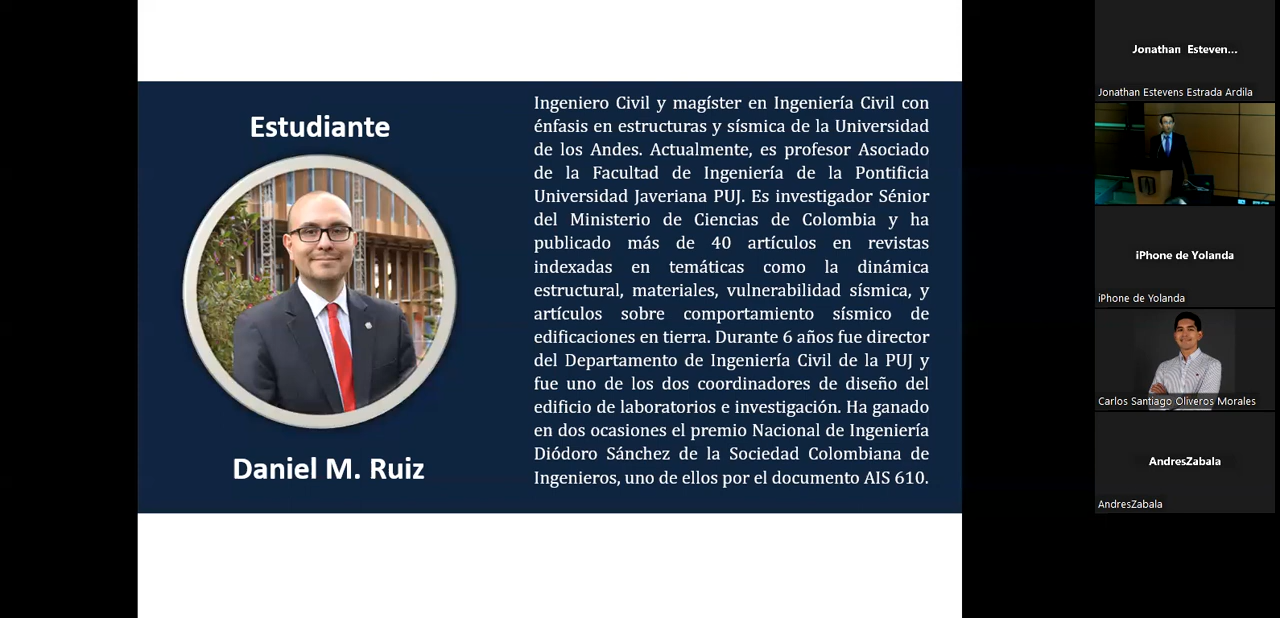 Estudiante
Daniel M. Ruiz
Ingeniero Civil y magíster en Ingeniería Civil con
énfasis en estructuras y sísmica de la Universidad
de los Andes. Actualmente, es profesor Asociado
de la Facultad de Ingeniería de la Pontificia
Universidad Javeriana PUJ. Es investigador Sénior
del Ministerio de Ciencias de Colombia y ha
publicado más de 40 artículos en revistas
indexadas en temáticas como la dinámica
estructural, materiales, vulnerabilidad sísmica, y
artículos sobre comportamiento sísmico de
edificaciones en tierra. Durante 6 años fue director
del Departamento de Ingeniería Civil de la PUJ y
fue uno de los dos coordinadores de diseño del
edificio de laboratorios e investigación. Ha ganado
en dos ocasiones el premio Nacional de Ingeniería
Diódoro Sánchez de la Sociedad Colombiana de
Ingenieros, uno de ellos por el documento AIS 610.
Jonathan Esteven...
Jonathan Estevens Estrada Ardila
iPhone de Yolanda
iPhone de Yolanda
Carlos Santiago Oliveros Morales
AndresZabala
AndresZabala